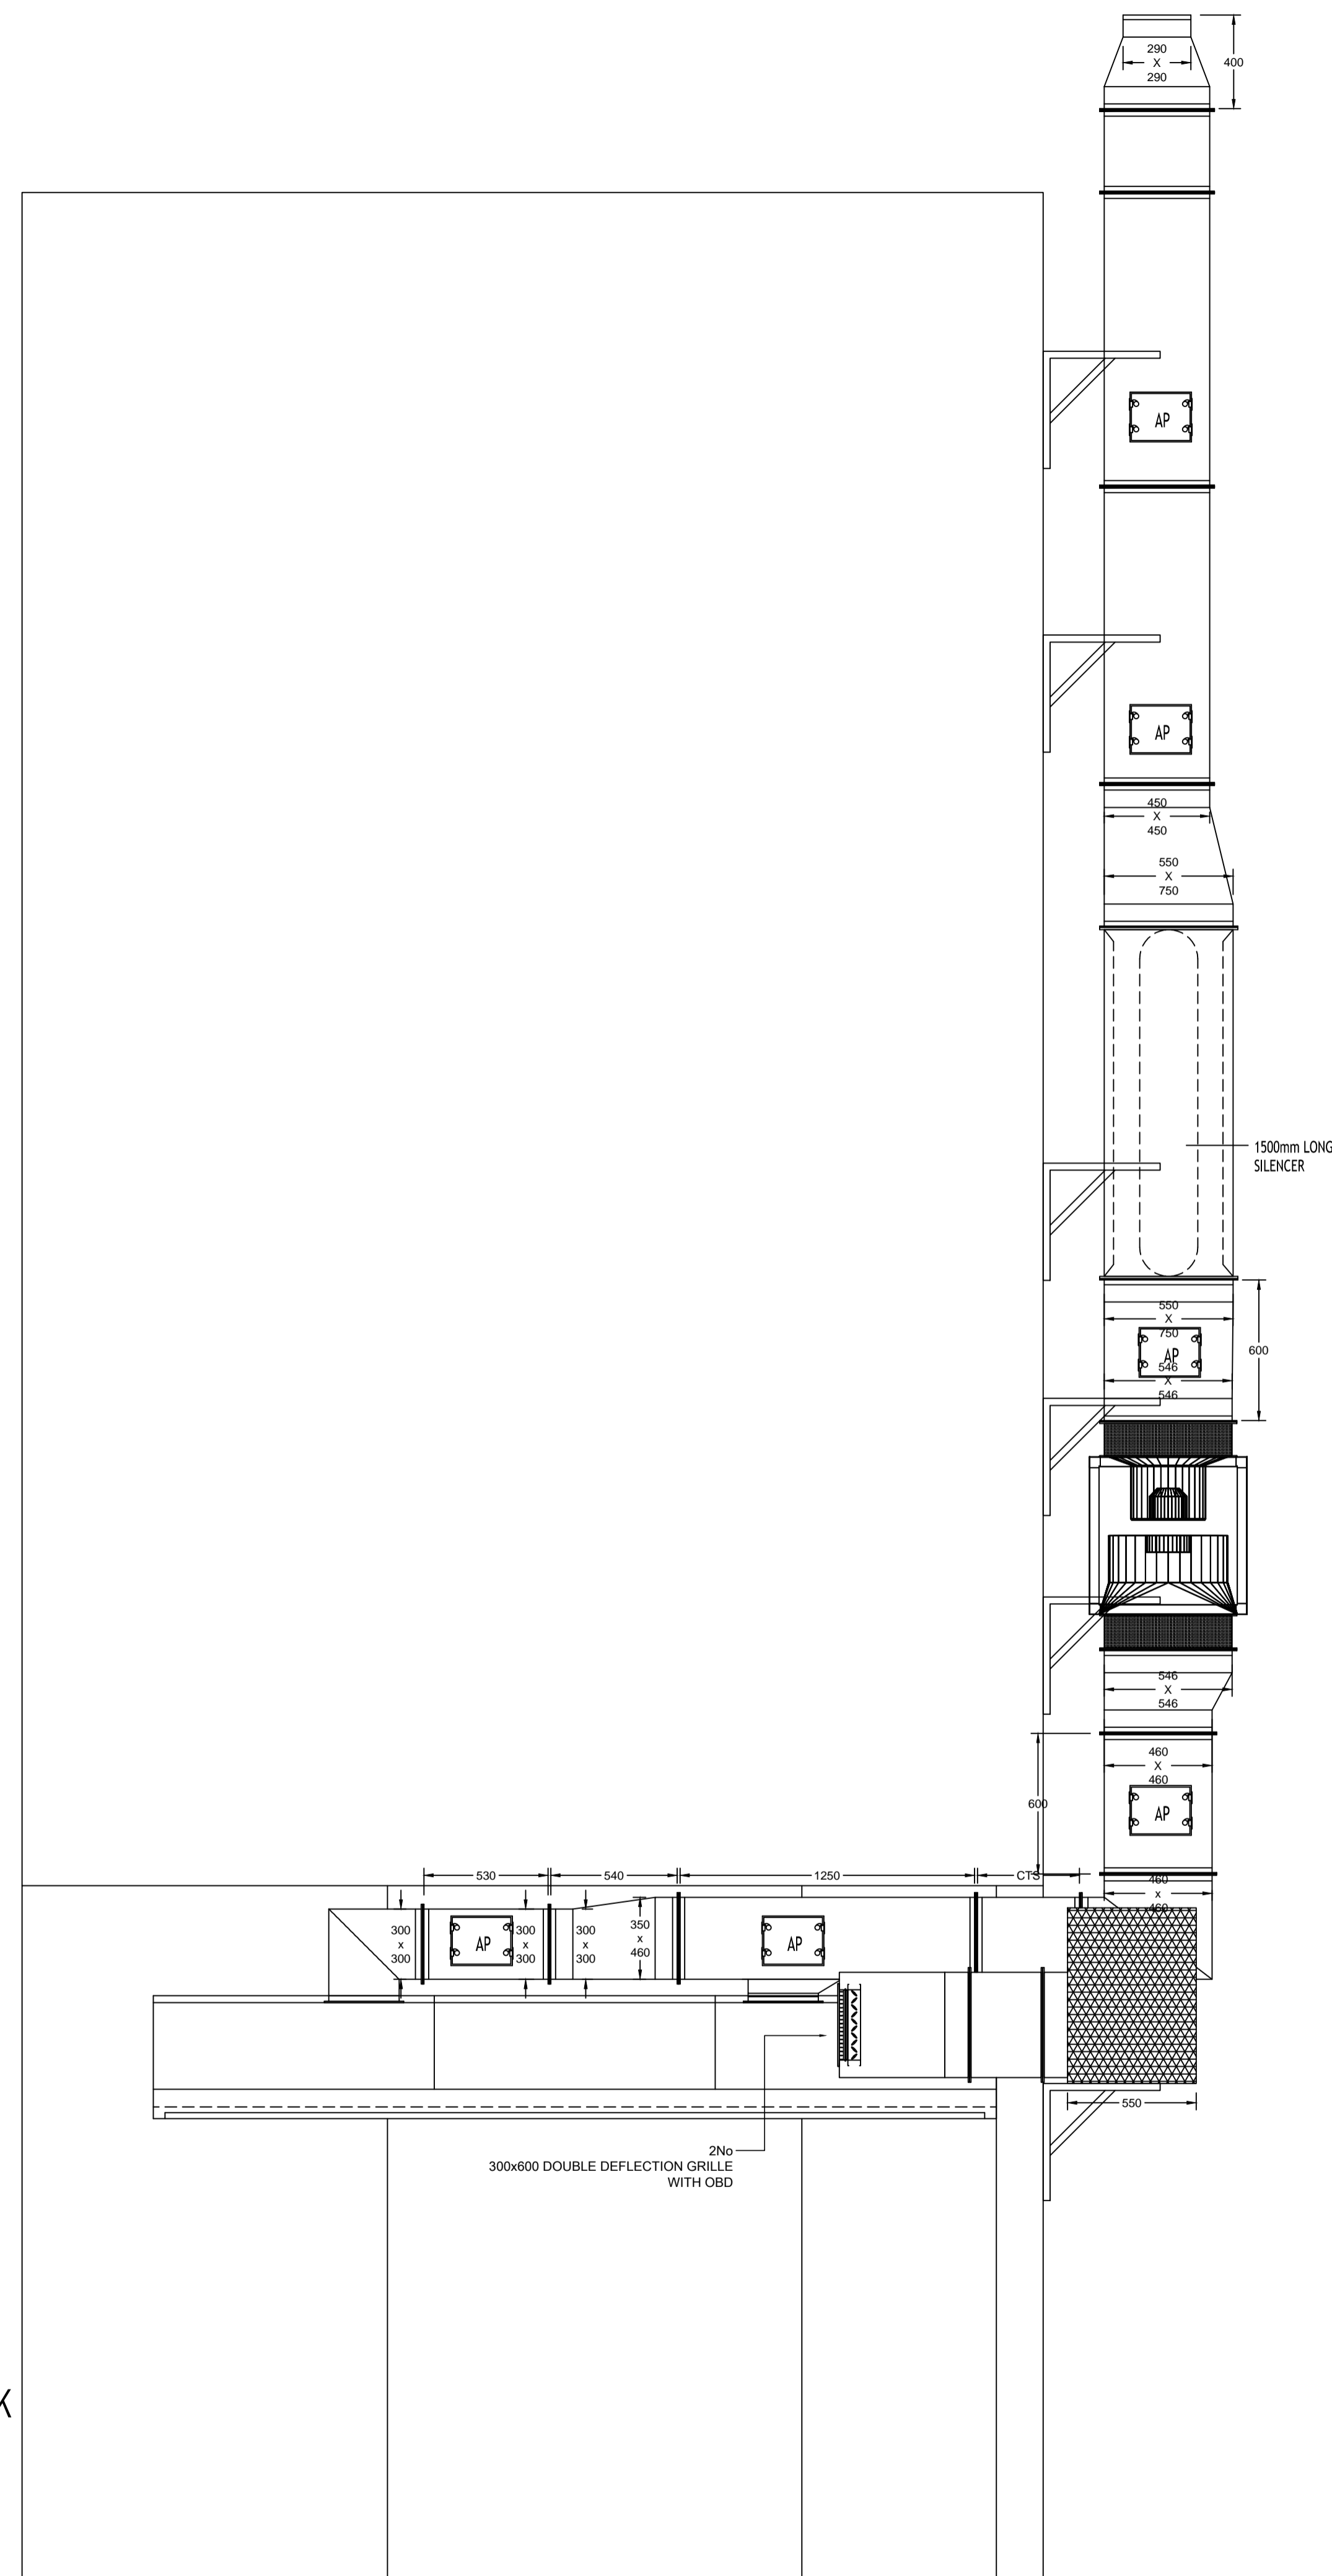 290
X
290
400
AP
AP
450
X
450
550
X
750
1500mm LONG
SILENCER
550
X
750
AP
546
X
546
600
546
X
546
460
X
460
600
AP
460
x
460
530
540
1250
CTS
300
x
300
AP
300
x
300
300
x
300
350
x
460
AP
550
2No
300x600 DOUBLE DEFLECTION GRILLE
WITH OBD